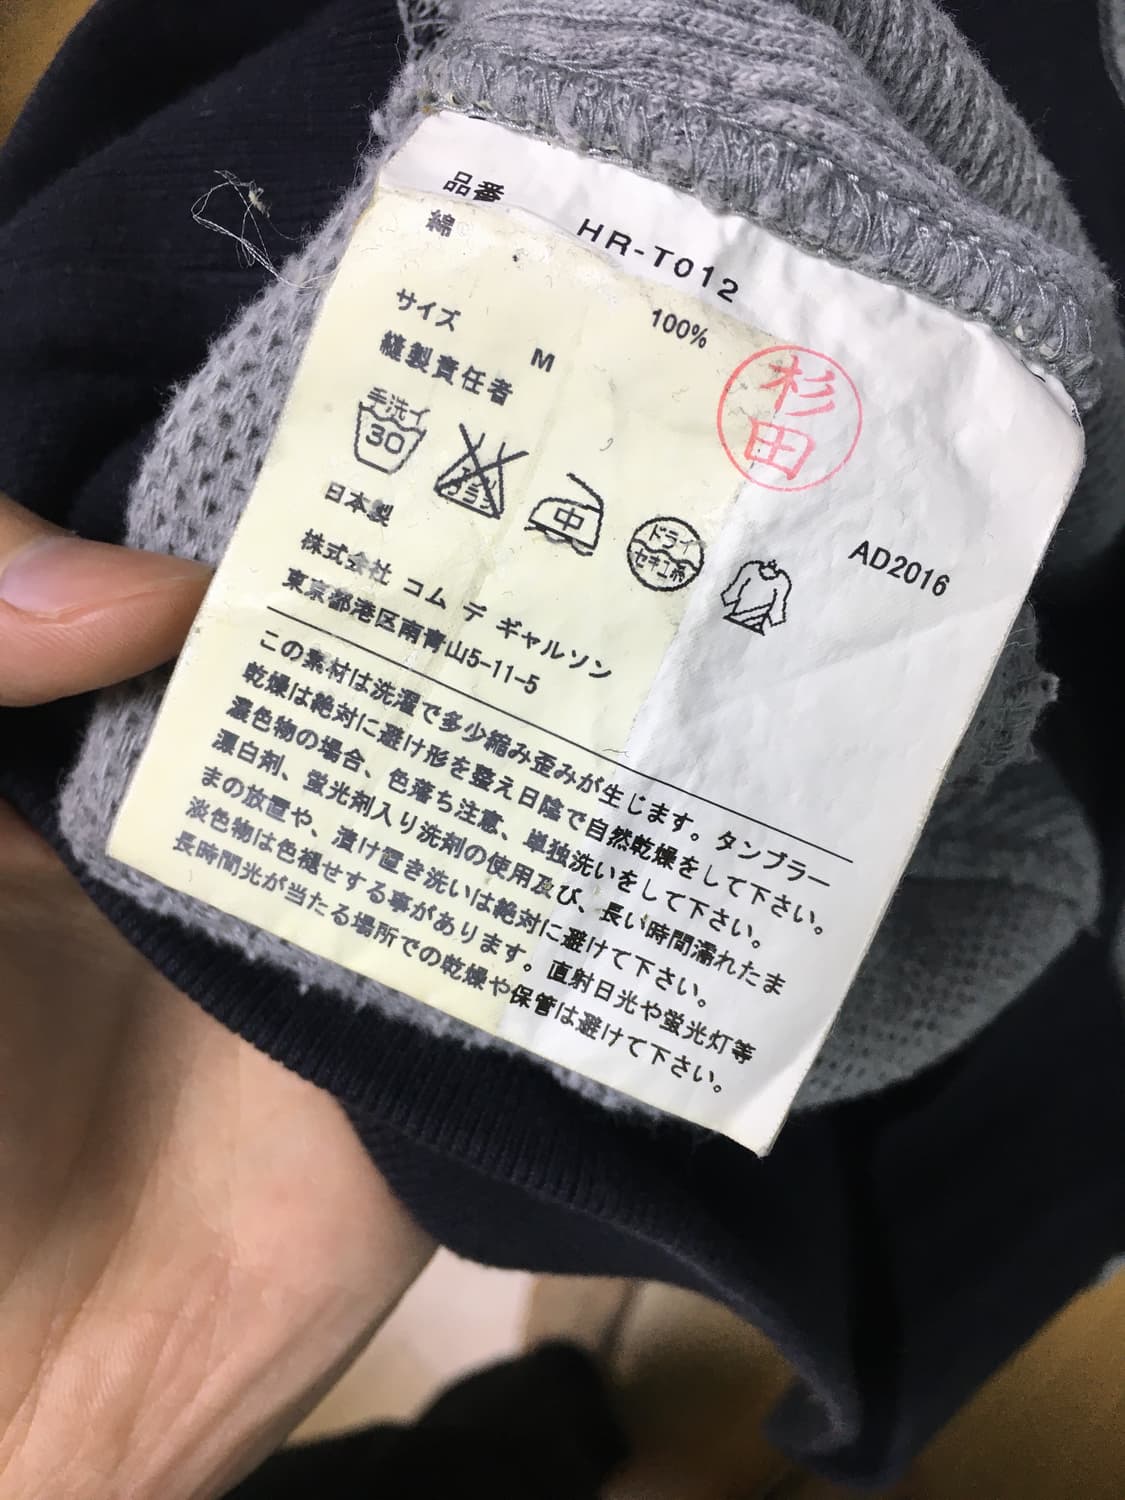 品番 HR-T012
綿 100%
サイズ M
縫製責任者 杉田
手洗イ 30
中
ドライ
セキユ系
AD2016
日本製
株式会社 コム デ ギャルソン
東京都港区南青山5-11-5
この素材は洗濯で多少縮み歪みが生じます。タンブラー
乾燥は絶対に避け形を整え日陰で自然乾燥をして下さい。
濃色物の場合、色落ち注意、単独洗いをして下さい。
漂白剤、蛍光剤入り洗剤の使用及び、長い時間濡れたま
まの放置や、漬け置き洗いは絶対に避けて下さい。
淡色物は色褪せする事があります。直射日光や蛍光灯等
長時間光が当たる場所での乾燥や保管は避けて下さい。